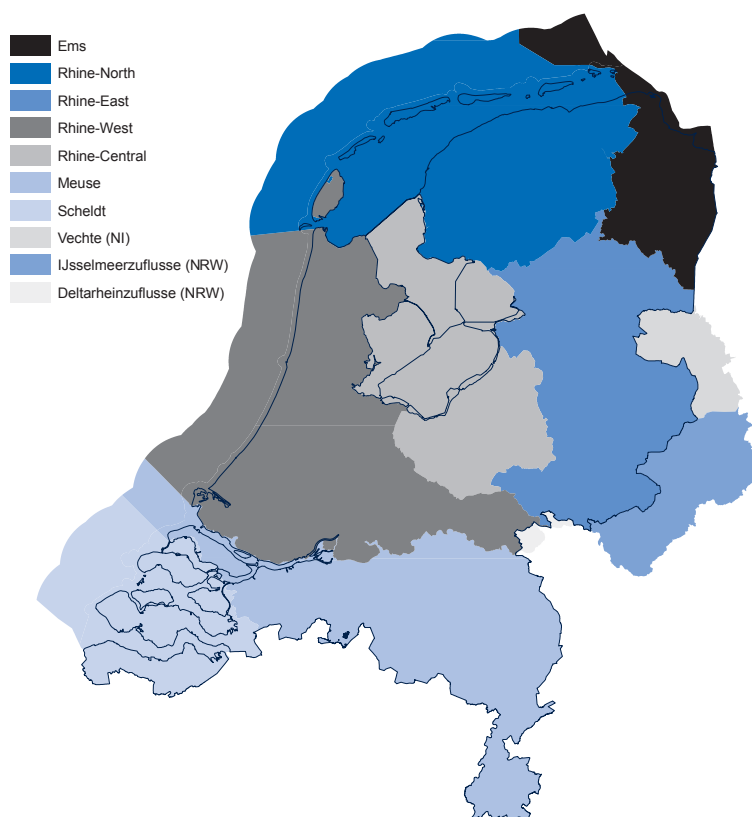 Ems
Rhine-North
Rhine-East
Rhine-West
Rhine-Central
Meuse
Scheldt
Vechte (NI)
IJsselmeerzuflusse (NRW)
Deltarheinzuflusse (NRW)